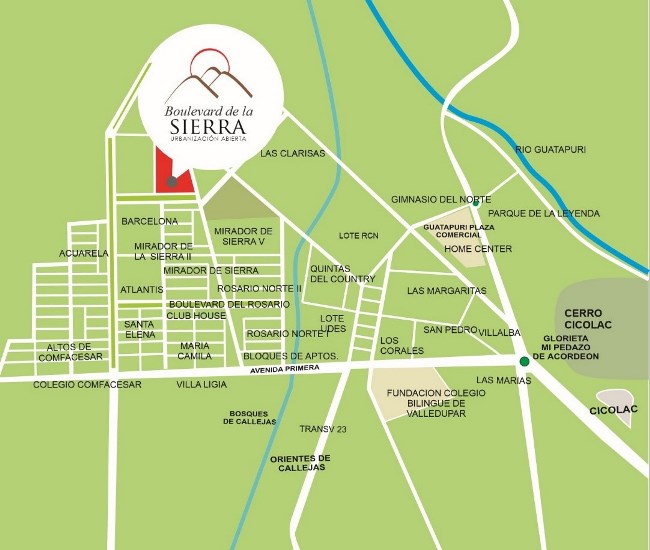 Boulevard de la
SIERRA
URBANIZACIÓN ABIERTA
LAS CLARISAS
RIO GUATAPURI
GIMNASIO DEL NORTE
PARQUE DE LA LEYENDA
BARCELONA
GUATAPURI PLAZA
COMERCIAL
MIRADOR DE
SIERRA V
LOTE RCN
HOME CENTER
ACUARELA
MIRADOR DE
LA SIERRA II
MIRADOR DE SIERRA
QUINTAS
DEL COUNTRY
ATLANTIS
ROSARIO NORTE II
LAS MARGARITAS
BOULEVARD DEL ROSARIO
CLUB HOUSE
CERRO
CICOLAC
SANTA
ELENA
LOTE
UDES
ROSARIO NORTE I
SAN PEDRO
VILLALBA
GLORIETA
MI PEDAZO
DE ACORDEON
ALTOS DE
COMFACESAR
MARIA
CAMILA
BLOQUES DE APTOS.
LOS
CORALES
AVENIDA PRIMERA
COLEGIO COMFACESAR
VILLA LIGIA
LAS MARIAS
FUNDACION COLEGIO
BILINGUE DE
VALLEDUPAR
CICOLAC
BOSQUES
DE CALLEJAS
TRANSV 23
ORIENTES DE
CALLEJAS